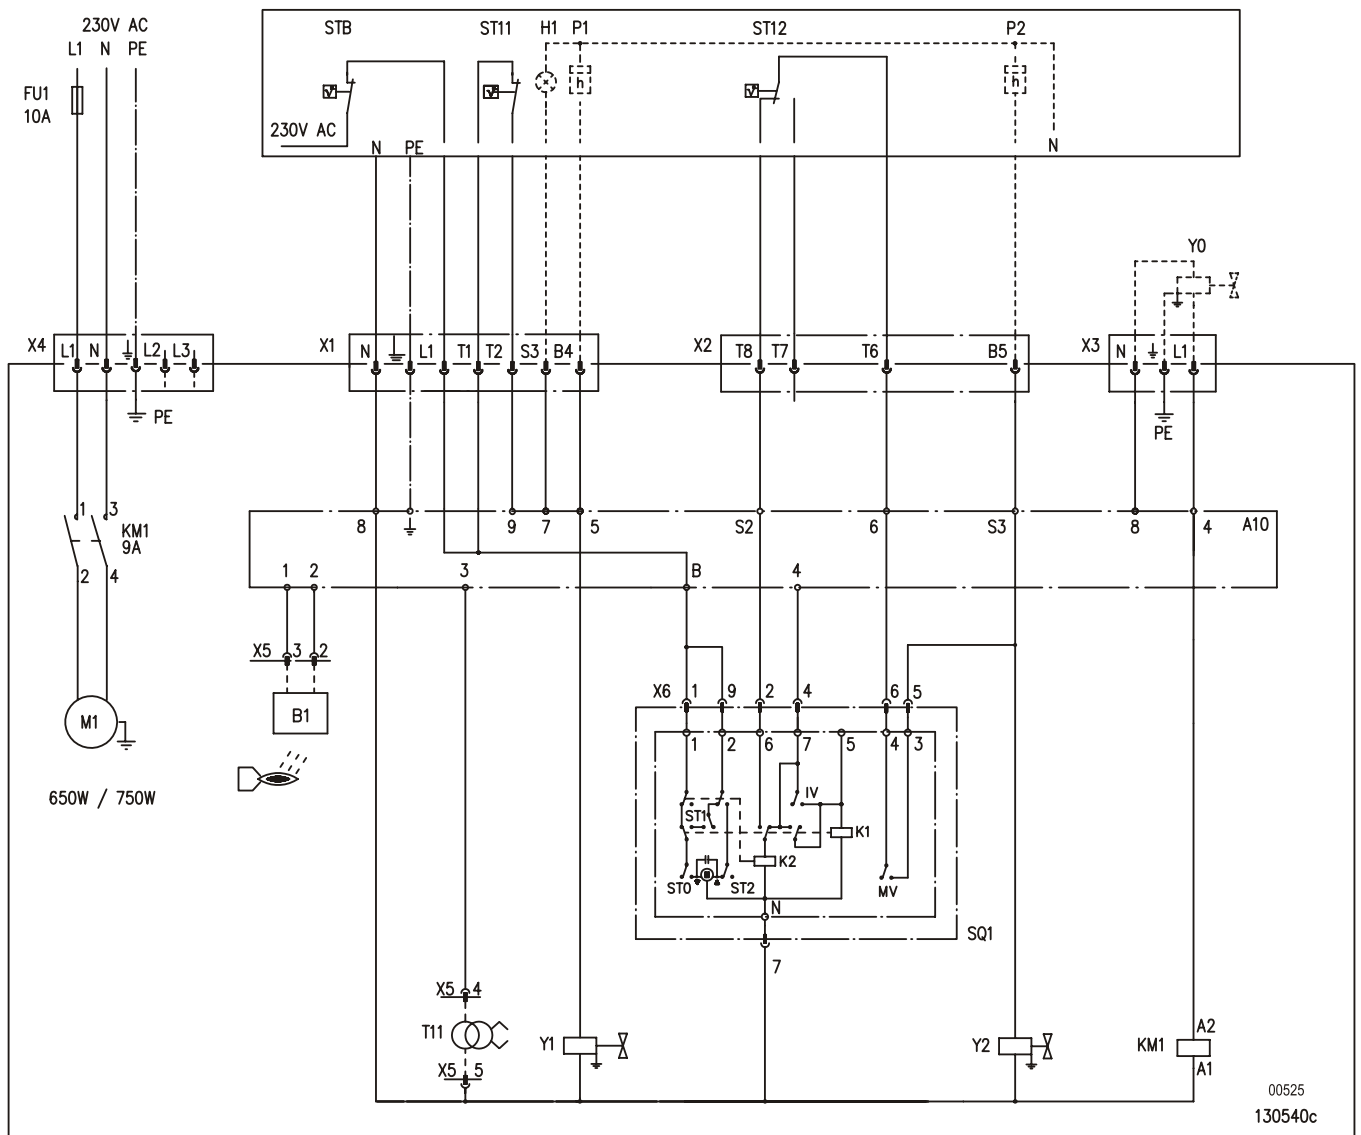 230V AC
L1 N PE
FU1
10A
STB ST11 H1 P1 ST12 P2
h h
230V AC
N PE N
Y0
X4 L1 N L2 L3
X1 N L1 T1 T2 S3 B4
X2 T8 T7 T6 B5
X3 N L1
PE
PE
1 3
KM1
9A
2 4
8 9 7 5 S2 6 S3 8 4 A10
1 2 3 B 4
X5 3 2
X6 1 9 2 4 6 5
M1
B1
1 2 6 7 5 4 3
650W / 750W
IV
ST1
K1
K2
ST0 ST2 MV
N
SQ1
7
X5 4
T11
X5 5
Y1
Y2
KM1
A2
A1
00525
130540c